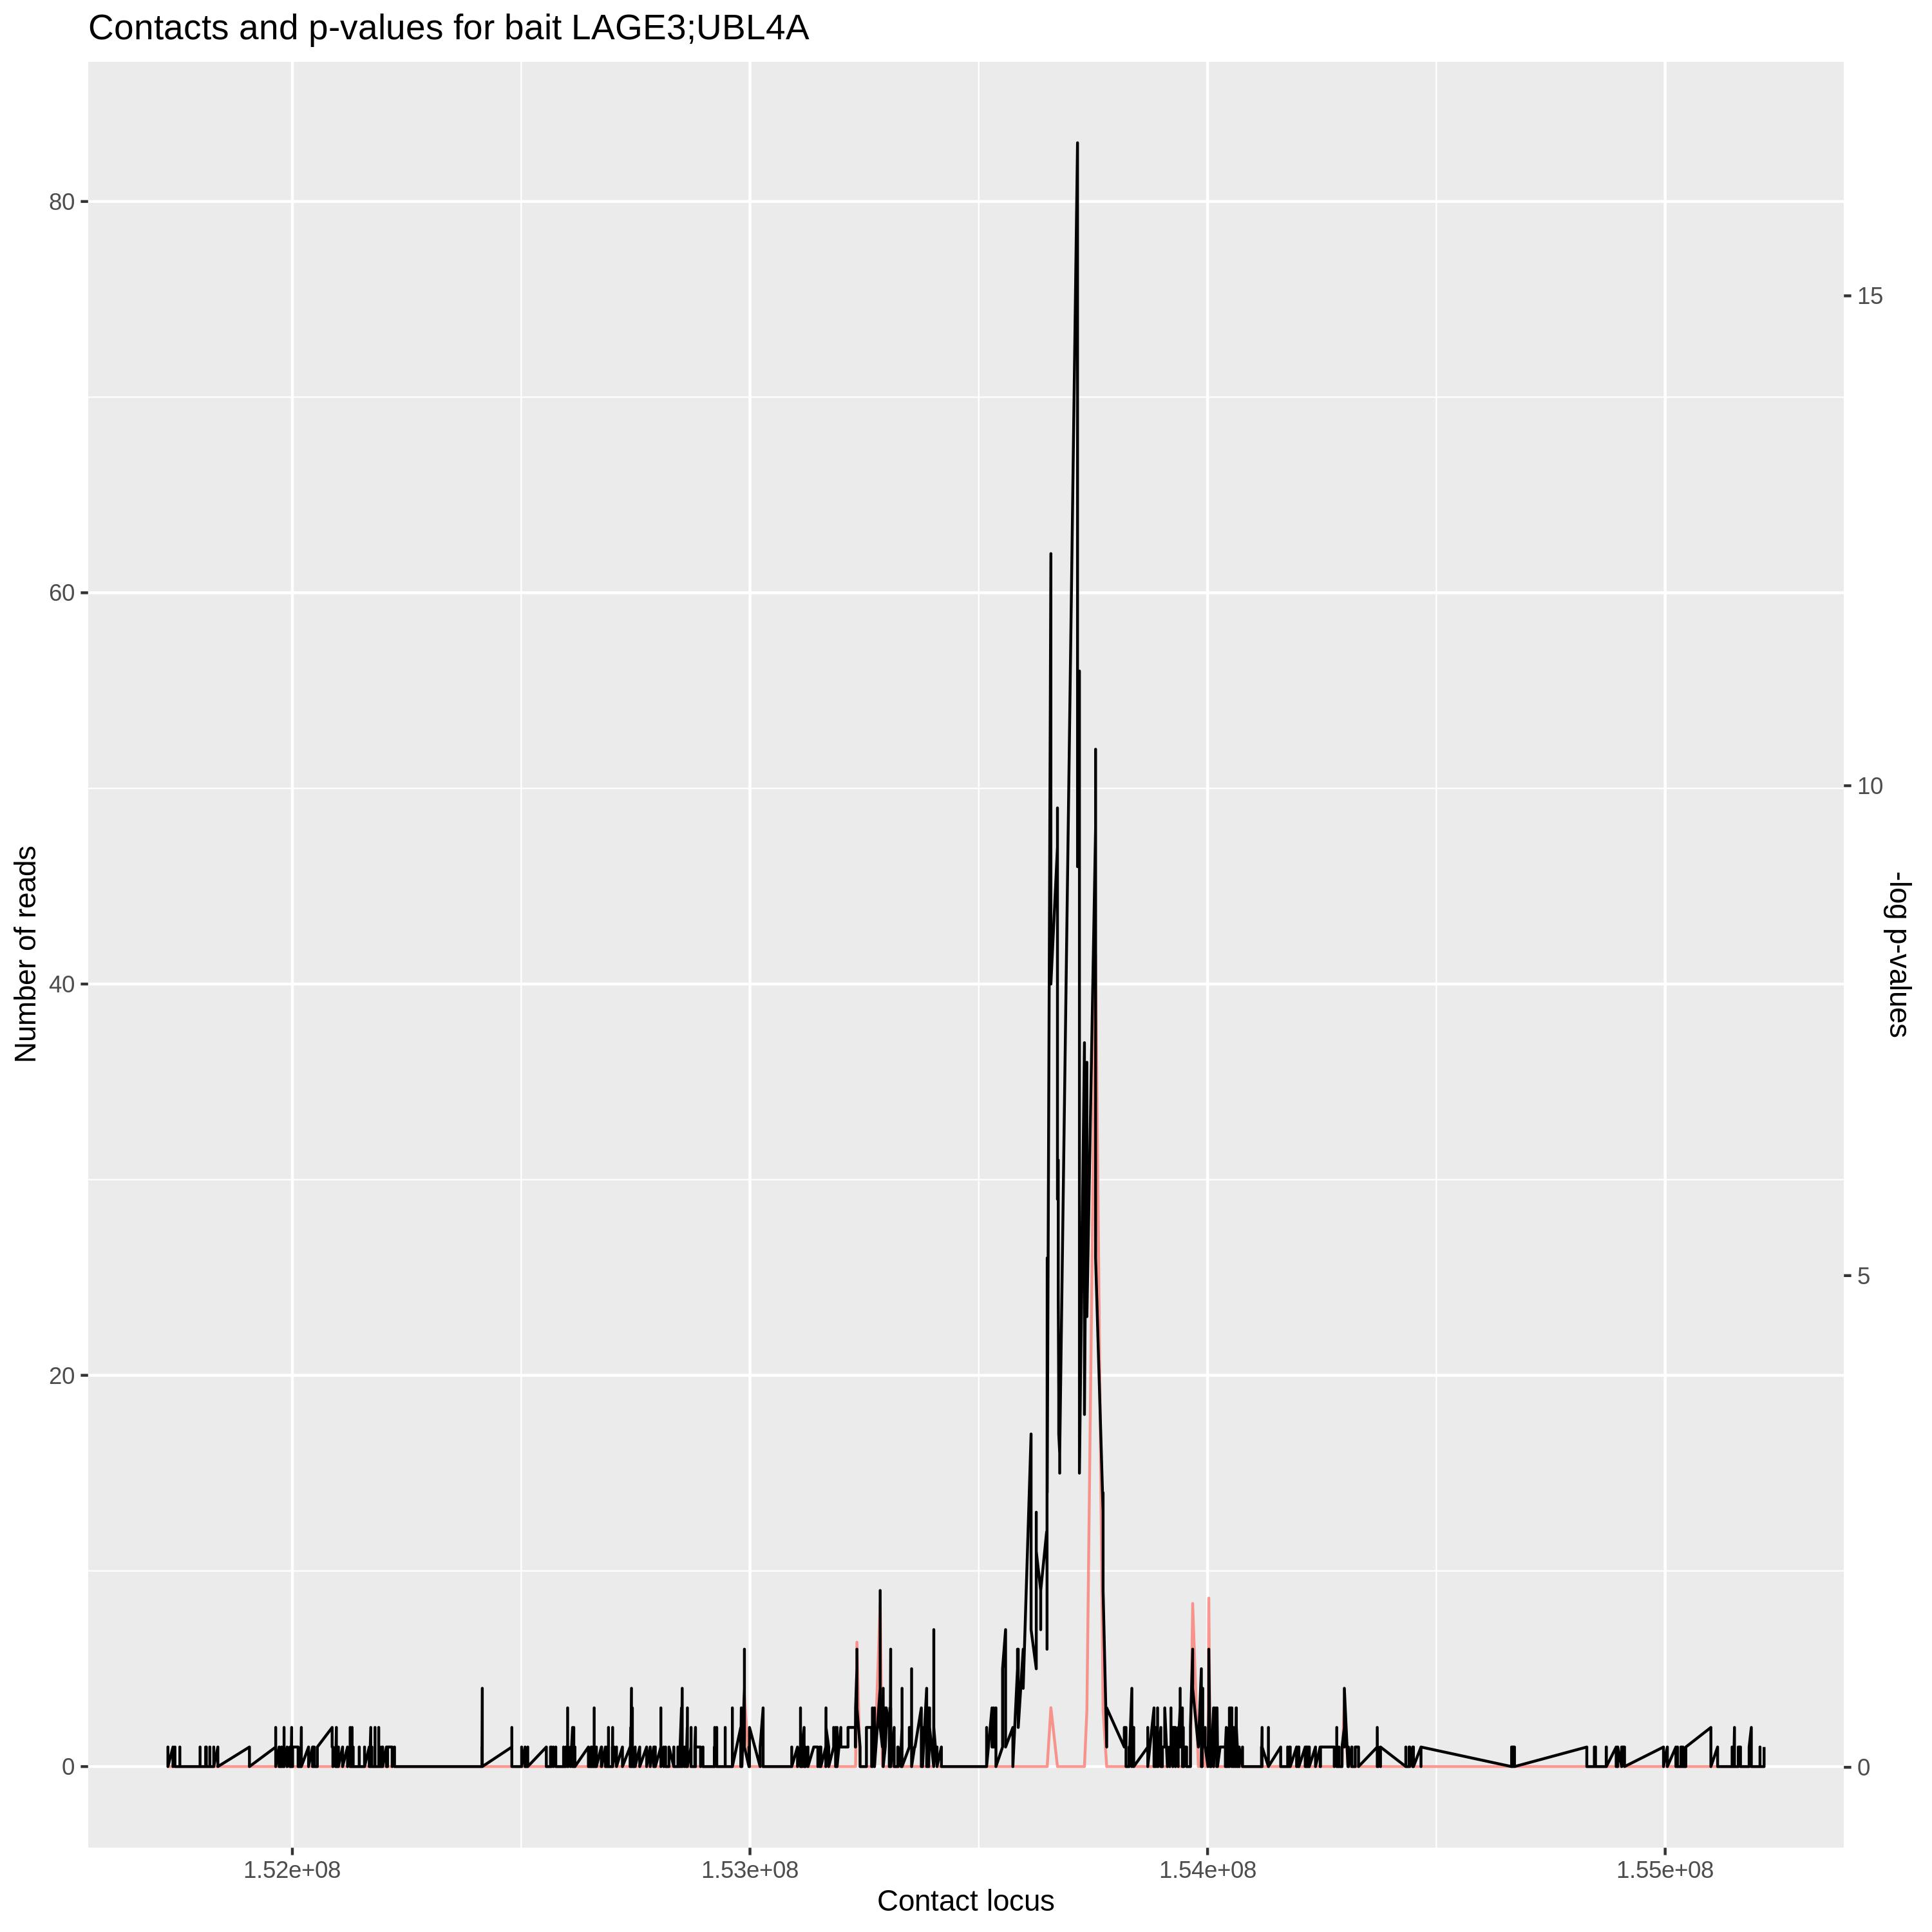 Contacts and p-values for bait LAGE3;UBL4A
Number of reads
80
60
40
20
0
15
10
5
0
-log p-values
1.52e+08 1.53e+08 1.54e+08 1.55e+08
Contact locus